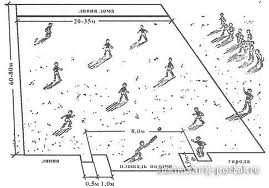 линия дома
20-35м
60-80м
8,0м
линия
площадь подачи
города
0,5м 1,0м